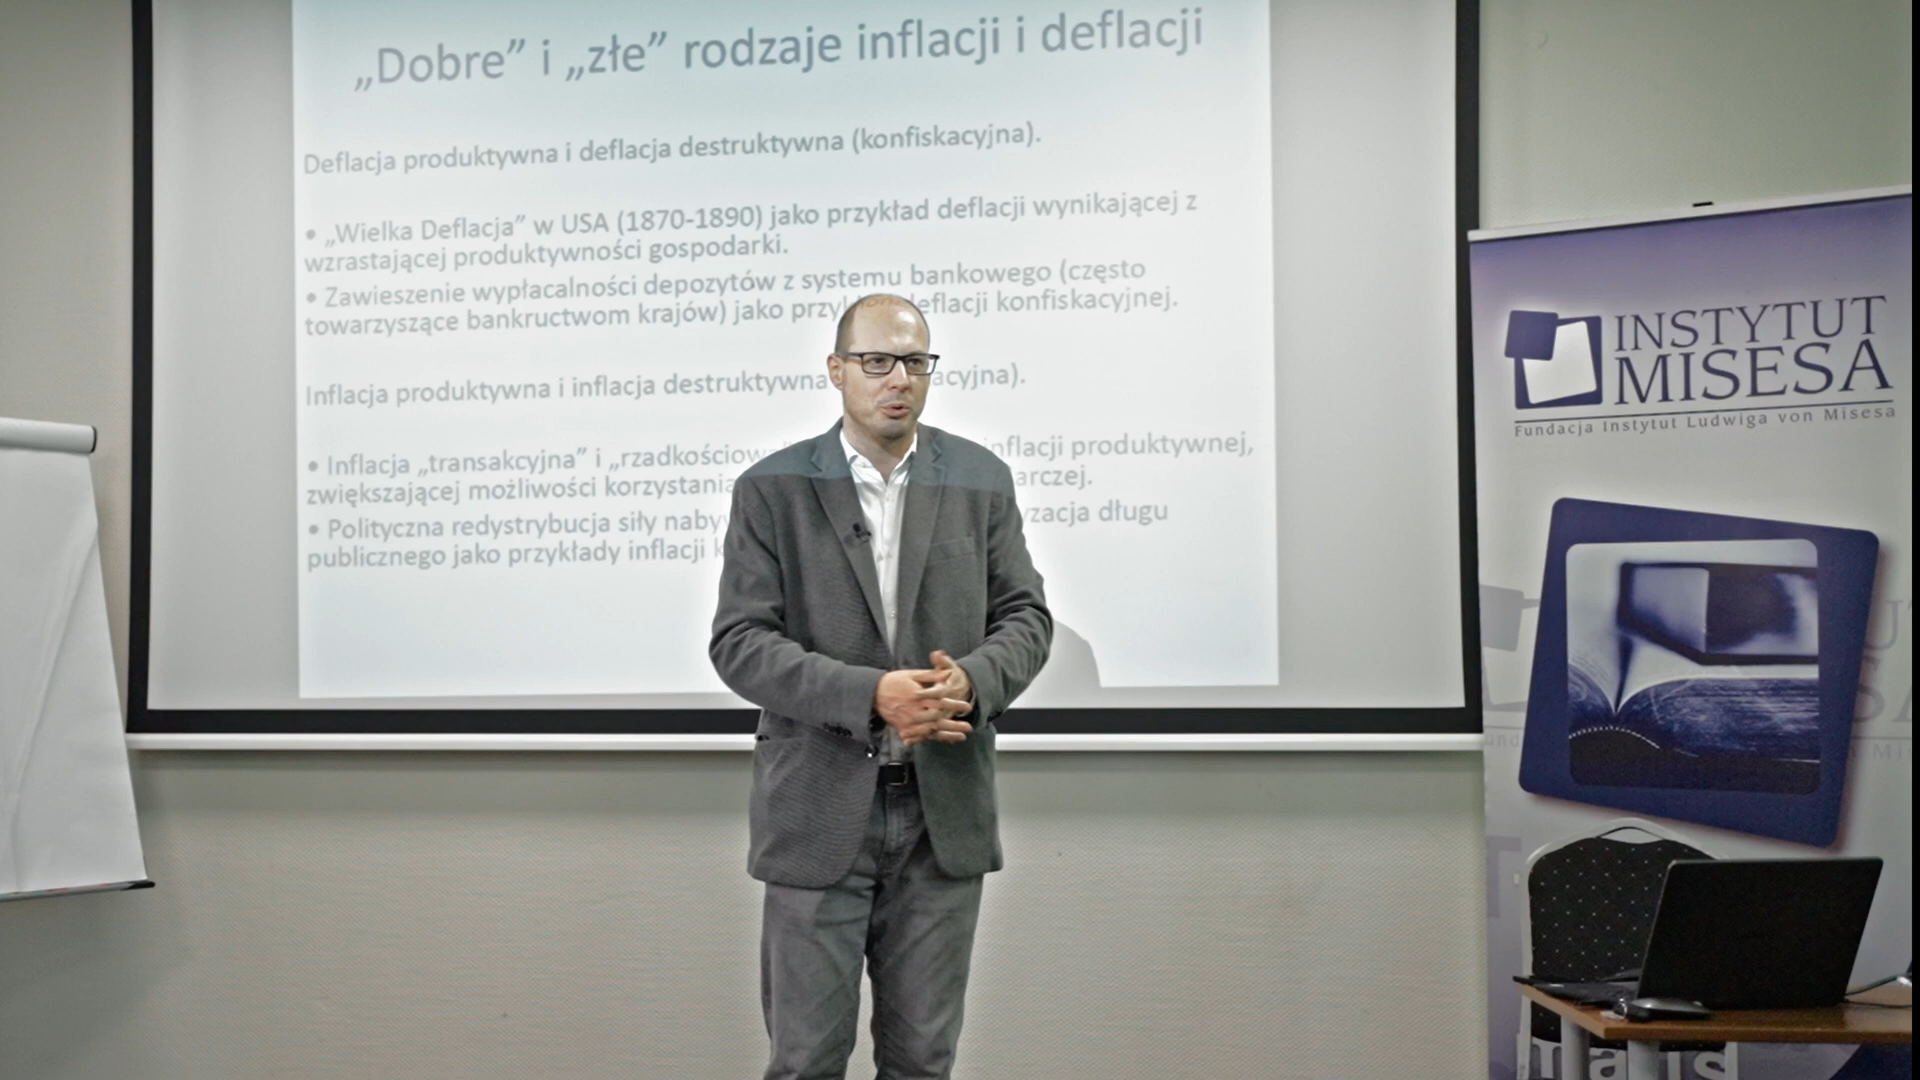 „Dobre” i „złe” rodzaje inflacji i deflacji
Deflacja produktywna i deflacja destruktywna (konfiskacyjna).
• „Wielka Deflacja” w USA (1870-1890) jako przykład deflacji wynikającej z
wzrastającej produktywności gospodarki.
• Zawieszenie wypłacalności depozytów z systemu bankowego (często
towarzyszące bankructwom krajów) jako deflacji konfiskacyjnej.
Inflacja produktywna i inflacja destruktywna
• Inflacja „transakcyjna” i inflacji produktywnej,
zwiększającej możliwości korzystania
• Polityczna redystrybucja siły długu
publicznego jako przykłady inflacji
INSTYTUT
MISESA
Fundacja Instytut Ludwiga von Misesa